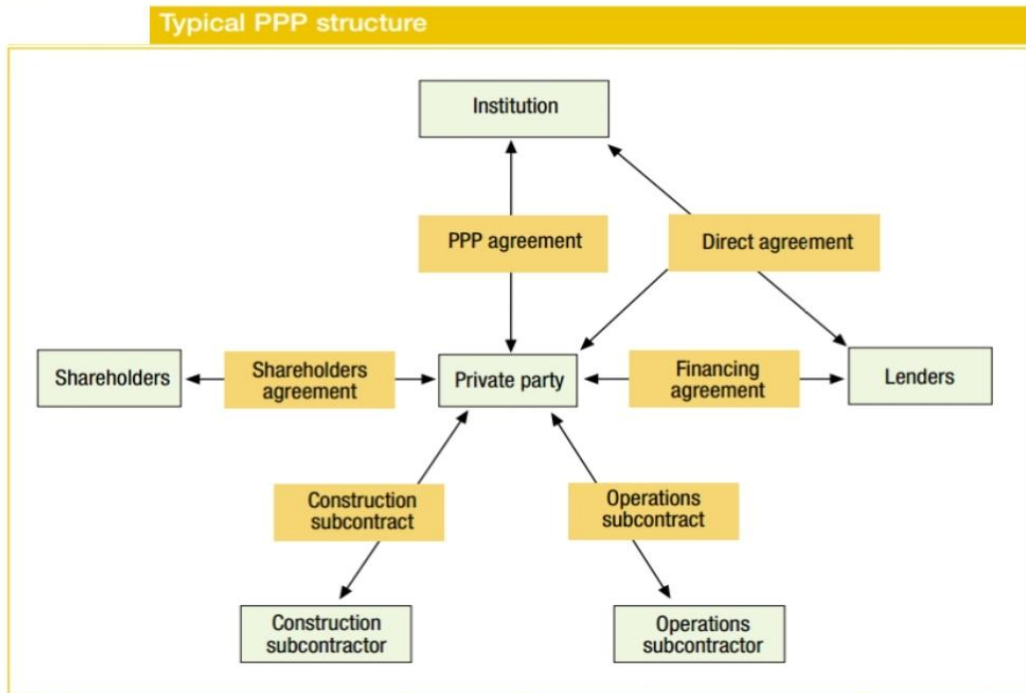 Typical PPP structure
Institution
PPP agreement
Direct agreement
Shareholders
Shareholders
agreement
Private party
Financing
agreement
Lenders
Construction
subcontract
Operations
subcontract
Construction
subcontractor
Operations
subcontractor